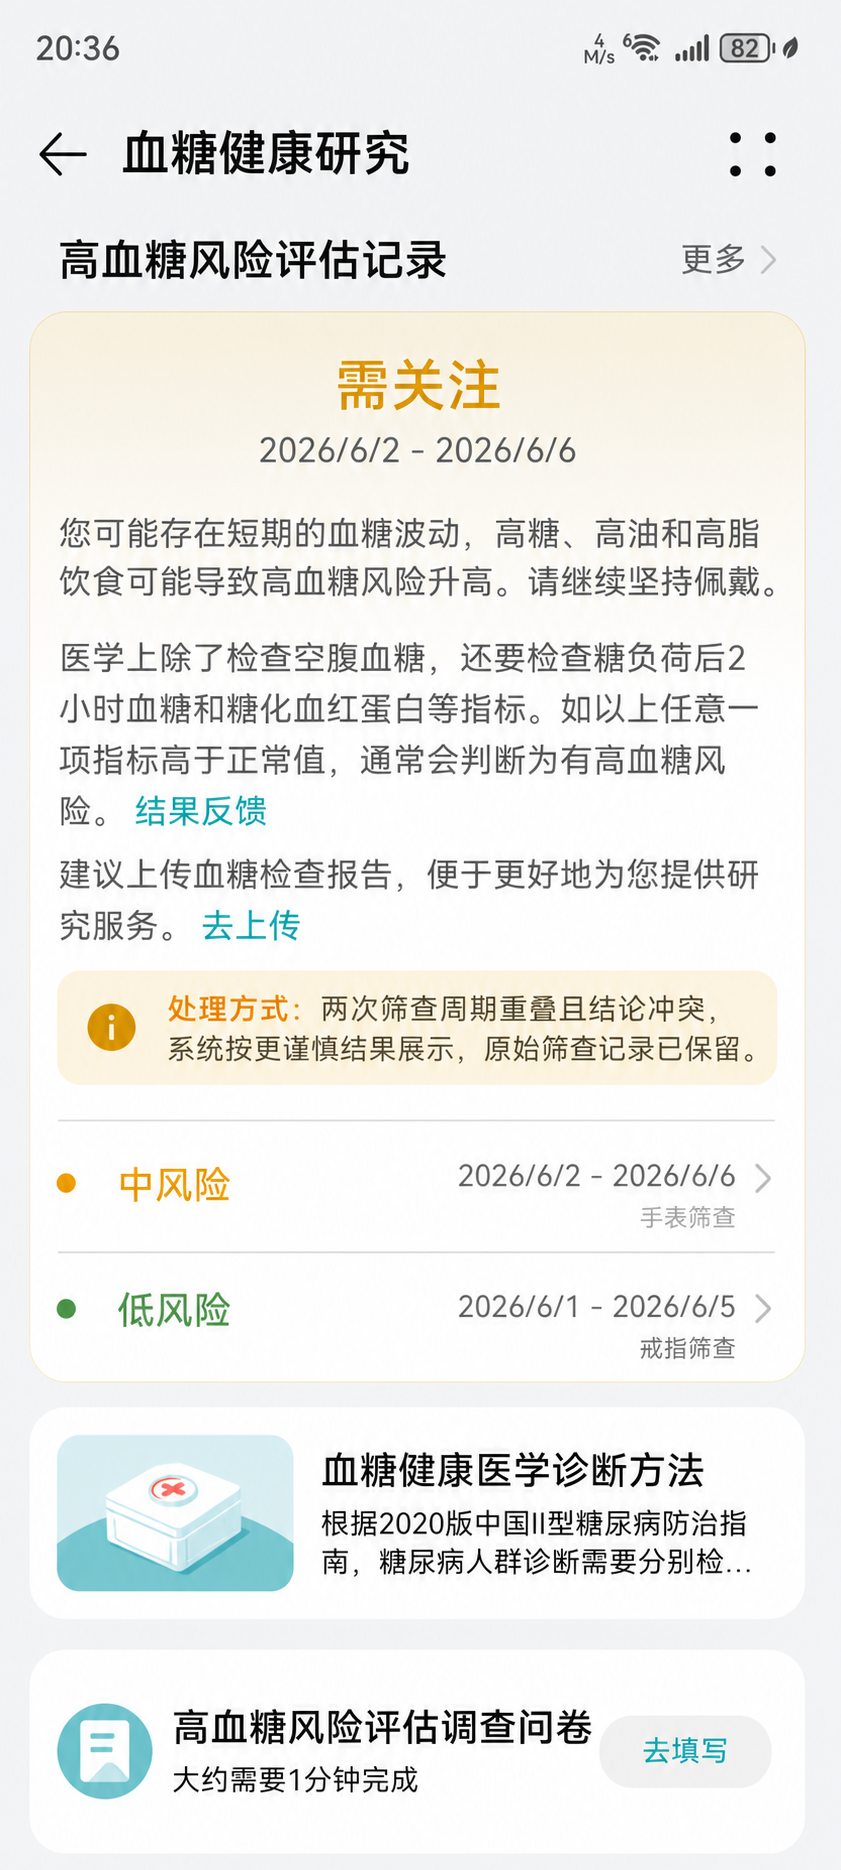 20:36
4 M/s 6 82
血糖健康研究
高血糖风险评估记录 更多
需关注
2026/6/2 - 2026/6/6
您可能存在短期的血糖波动，高糖、高油和高脂
饮食可能导致高血糖风险升高。请继续坚持佩戴。
医学上除了检查空腹血糖，还要检查糖负荷后2
小时血糖和糖化血红蛋白等指标。如以上任意一
项指标高于正常值，通常会判断为有高血糖风
险。 结果反馈
建议上传血糖检查报告，便于更好地为您提供研
究服务。 去上传
处理方式：两次筛查周期重叠且结论冲突，
系统按更谨慎结果展示，原始筛查记录已保留。
中风险 2026/6/2 - 2026/6/6
手表筛查
低风险 2026/6/1 - 2026/6/5
戒指筛查
血糖健康医学诊断方法
根据2020版中国II型糖尿病防治指
南，糖尿病人群诊断需要分别检...
高血糖风险评估调查问卷
大约需要1分钟完成
去填写